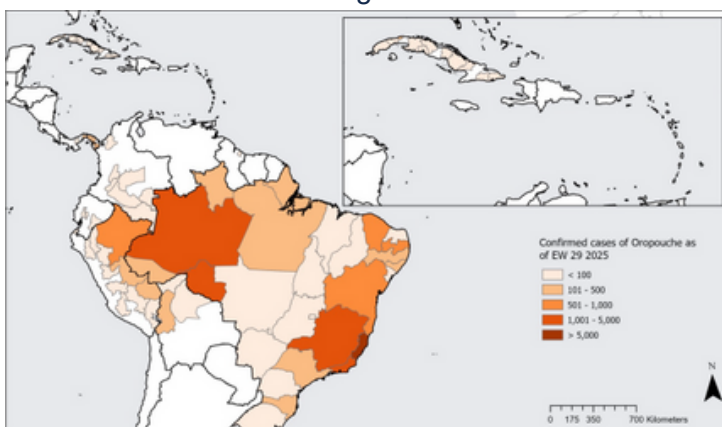 Confirmed cases of Oropouche as
of EW 29 2025
< 100
101 - 500
501 - 1,000
1,001 - 5,000
> 5,000
N
0 175 350 700 Kilometers